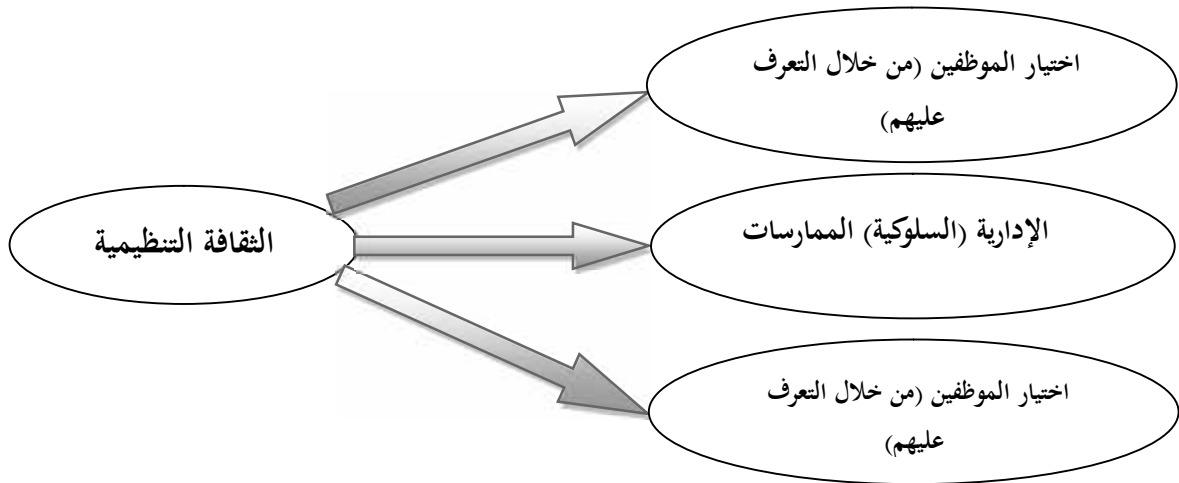 اختيار الموظفين (من خلال التعرف
عليهم)
الثقافة التنظيمية
الإدارية (السلوكية) الممارسات
اختيار الموظفين (من خلال التعرف
عليهم)